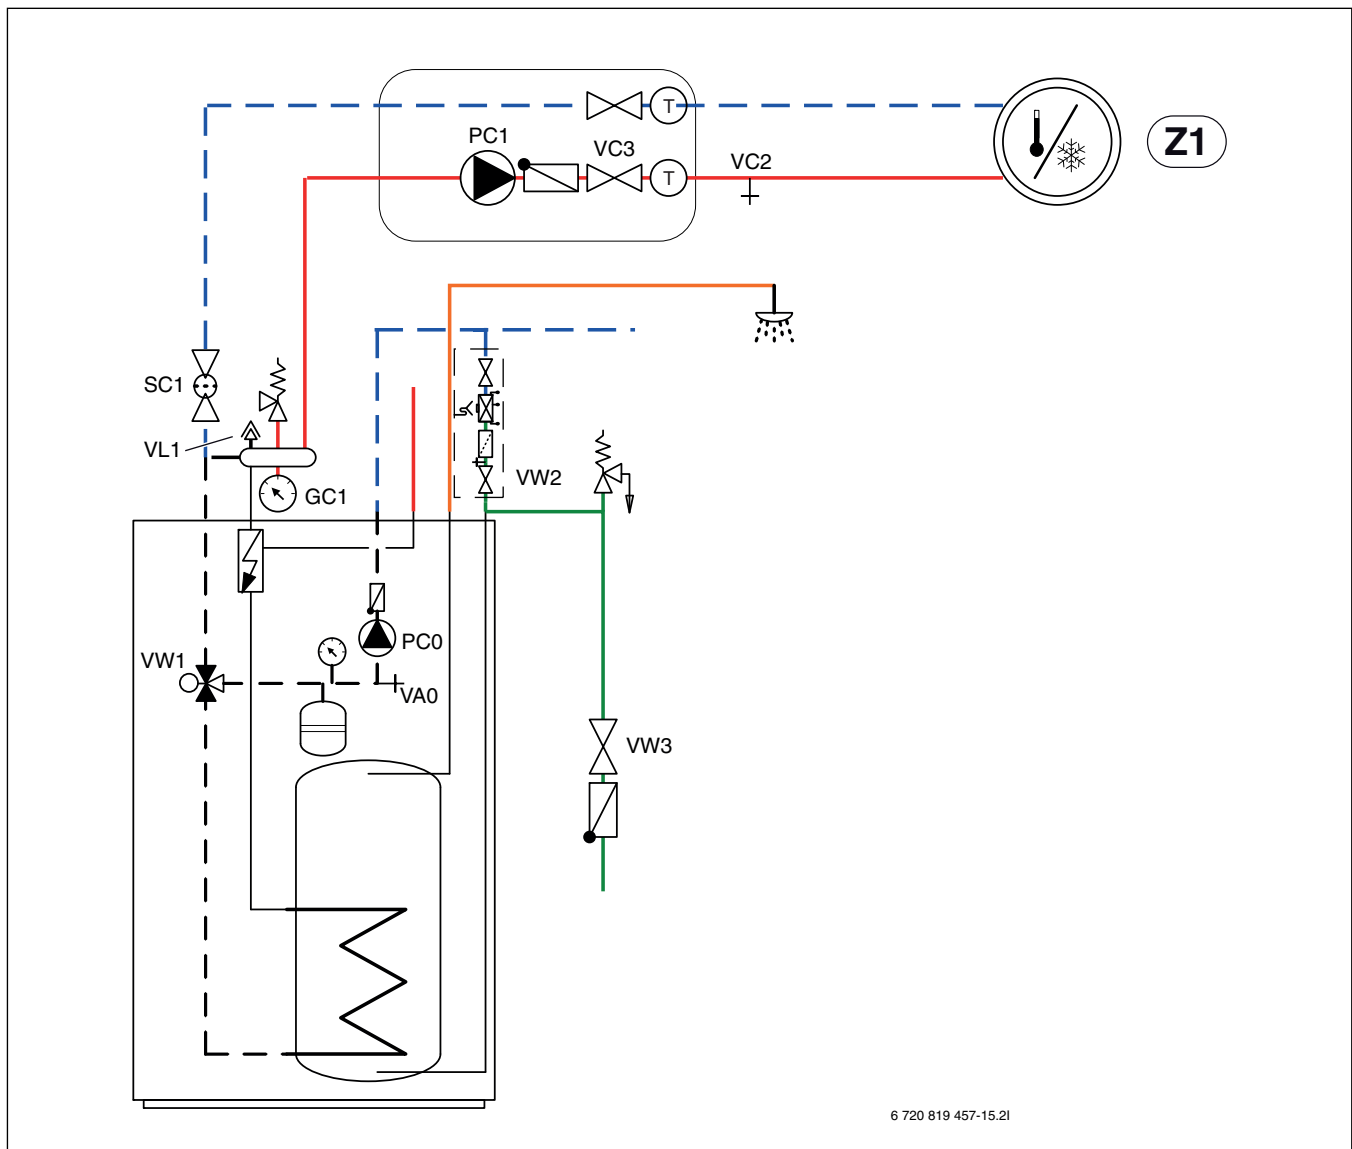 T
PC1
VC3
T
VC2
Z1
SC1
VL1
GC1
VW2
PC0
VW1
VA0
VW3
6 720 819 457-15.2I